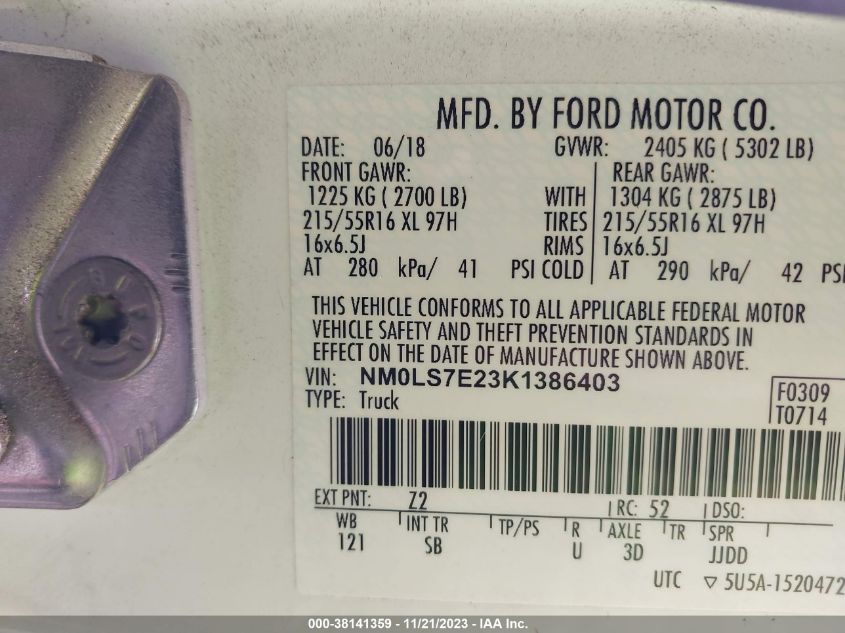 MFD. BY FORD MOTOR CO.
DATE: 06/18 GVWR: 2405 KG ( 5302 LB)
FRONT GAWR: REAR GAWR:
1225 KG ( 2700 LB) WITH 1304 KG ( 2875 LB)
215/55R16 XL 97H TIRES 215/55R16 XL 97H
16x6.5J RIMS 16x6.5J
AT 280 kPa/ 41 PSI COLD AT 290 kPa/ 42 PSI
THIS VEHICLE CONFORMS TO ALL APPLICABLE FEDERAL MOTOR
VEHICLE SAFETY AND THEFT PREVENTION STANDARDS IN
EFFECT ON THE DATE OF MANUFACTURE SHOWN ABOVE.
VIN: NM0LS7E23K1386403
TYPE: Truck
F0309
T0714
EXT PNT: Z2 RC: 52 DSO:
WB INT TR TP/PS R AXLE TR SPR
121 SB U 3D JJDD
UTC ▽ 5U5A-1520472
000-38141359 - 11/21/2023 - IAA Inc.